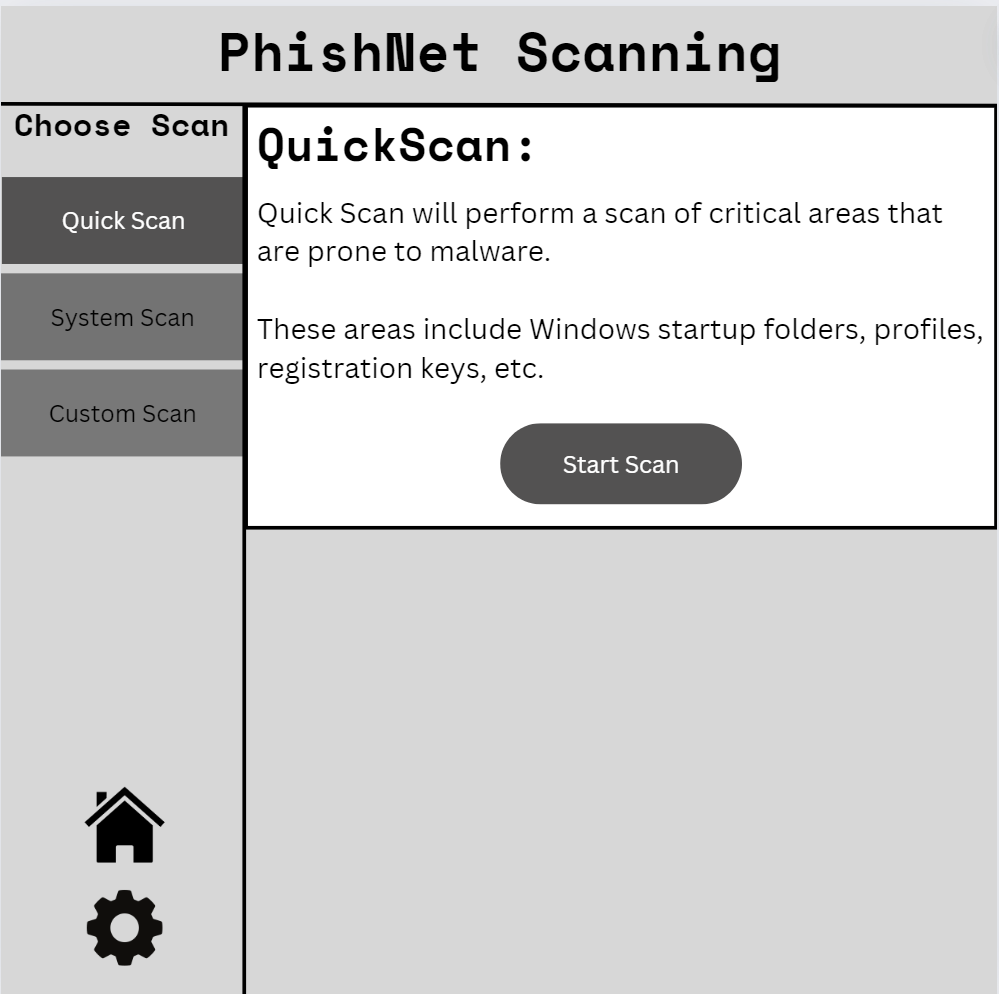 PhishNet Scanning
Choose Scan
Quick Scan
System Scan
Custom Scan
QuickScan:
Quick Scan will perform a scan of critical areas that
are prone to malware.
These areas include Windows startup folders, profiles,
registration keys, etc.
Start Scan